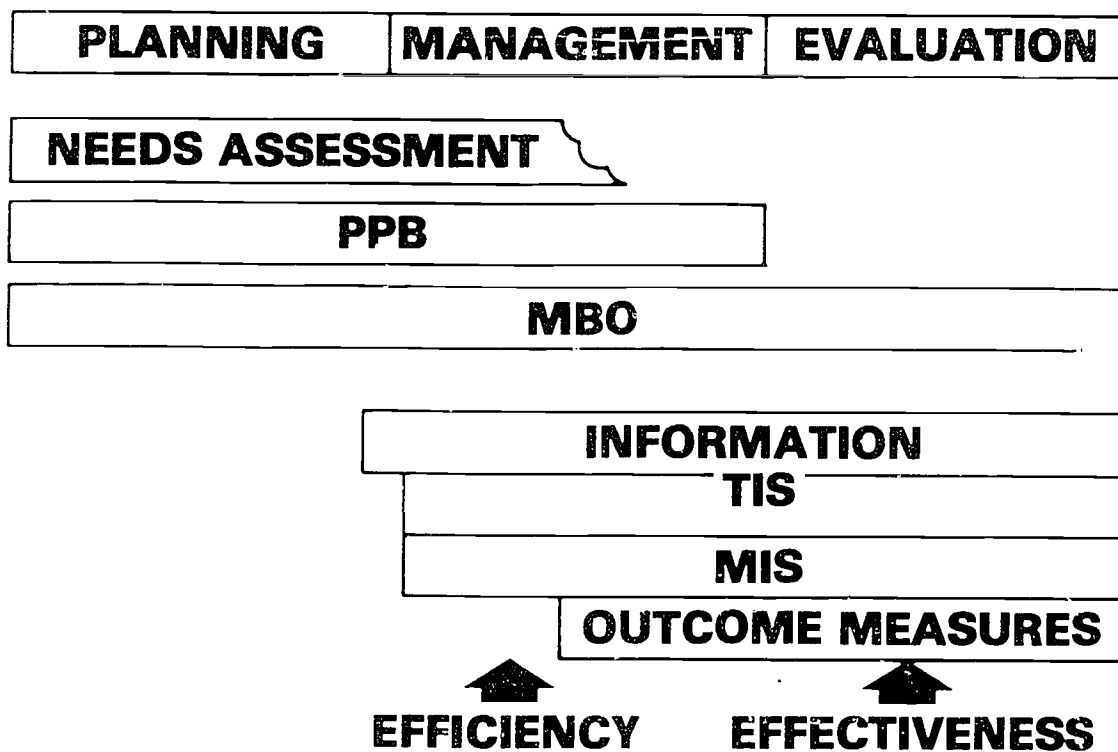 PLANNING MANAGEMENT EVALUATION
NEEDS ASSESSMENT
PPB
MBO
INFORMATION
TIS
MIS
OUTCOME MEASURES
EFFICIENCY EFFECTIVENESS